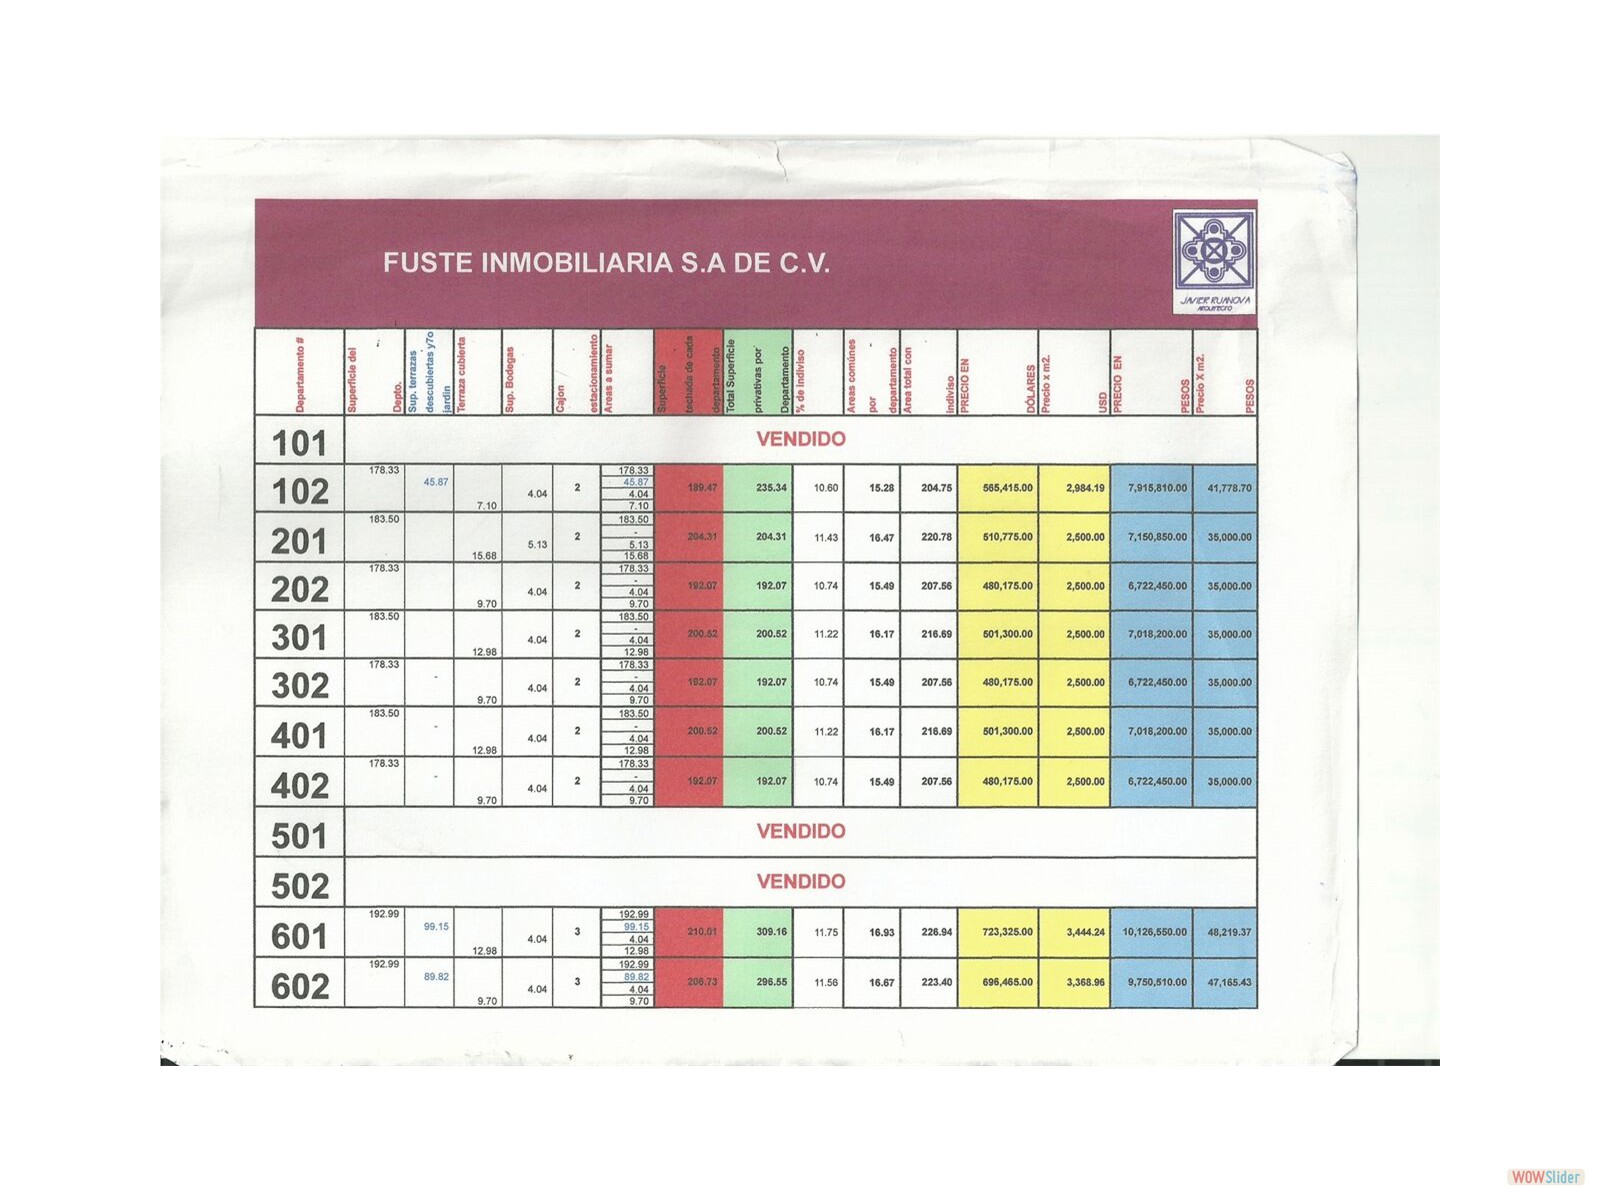 FUSTE INMOBILIARIA S.A DE C.V.
JAVIER RUANOVA
ARQUITECTO
Departamento #
Superficie del Depto.
Sup. terrazas descubiertas y7o jardin
Terraza cubierta
Sup. Bodegas
Cajon estacionamiento
Areas a sumar
Superficie techada de cada departamento
Total Superficie privativas por Departamento
% de indiviso
Areas comúnes por departamento
Area total con indiviso
PRECIO EN DÓLARES
Precio x m2. USD
PRECIO EN PESOS
Precio X m2. PESOS
101 VENDIDO
102 178.33 45.87 7.10 4.04 2 178.33 45.87 4.04 7.10 189.47 235.34 10.60 15.28 204.75 565,415.00 2,984.19 7,915,810.00 41,778.70
201 183.50 15.68 5.13 2 183.50 - 5.13 15.68 204.31 204.31 11.43 16.47 220.78 510,775.00 2,500.00 7,150,850.00 35,000.00
202 178.33 9.70 4.04 2 178.33 - 4.04 9.70 192.07 192.07 10.74 15.49 207.56 480,175.00 2,500.00 6,722,450.00 35,000.00
301 183.50 12.98 4.04 2 183.50 - 4.04 12.98 200.52 200.52 11.22 16.17 216.69 501,300.00 2,500.00 7,018,200.00 35,000.00
302 178.33 - 9.70 4.04 2 178.33 - 4.04 9.70 192.07 192.07 10.74 15.49 207.56 480,175.00 2,500.00 6,722,450.00 35,000.00
401 183.50 - 12.98 4.04 2 183.50 - 4.04 12.98 200.52 200.52 11.22 16.17 216.69 501,300.00 2,500.00 7,018,200.00 35,000.00
402 178.33 - 9.70 4.04 2 178.33 - 4.04 9.70 192.07 192.07 10.74 15.49 207.56 480,175.00 2,500.00 6,722,450.00 35,000.00
501 VENDIDO
502 VENDIDO
601 192.99 99.15 12.98 4.04 3 192.99 99.15 4.04 12.98 210.01 309.16 11.75 16.93 226.94 723,325.00 3,444.24 10,126,550.00 48,219.37
602 192.99 89.82 9.70 4.04 3 192.99 89.82 4.04 9.70 206.73 296.55 11.56 16.67 223.40 696,465.00 3,368.96 9,750,510.00 47,165.43
WOWSlider